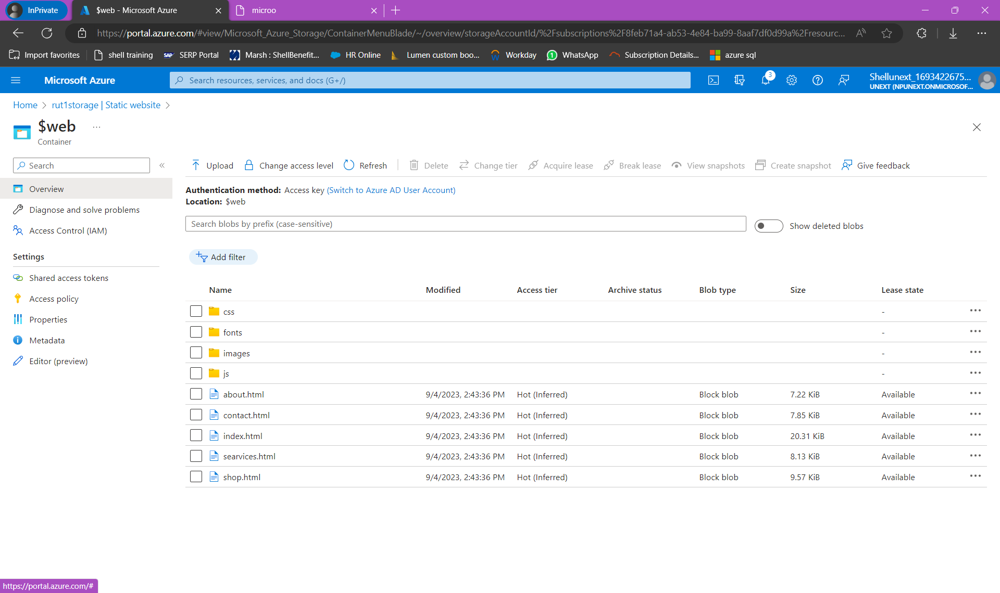 InPrivate
$web - Microsoft Azure
microo
https://portal.azure.com/#view/Microsoft_Azure_Storage/ContainerMenuBlade/~/overview/storageAccountId/%2Fsubscriptions%2F8feb71a4-ab53-4e84-ba99-8aaf7df0d99a%2Fresourc...
Import favorites
shell training
SAP SERP Portal
Marsh : ShellBenefit...
HR Online
Lumen custom boo...
Workday
1 WhatsApp
Subscription Details...
azure sql
Microsoft Azure
Search resources, services, and docs (G+/)
3
Shellunext_1693422675...
UNEXT (NPUNEXT.ONMICROSOF...
Home > rut1storage | Static website >
$web ...
Container
Search
«
Overview
Diagnose and solve problems
Access Control (IAM)
Settings
Shared access tokens
Access policy
Properties
Metadata
Editor (preview)
Upload Change access level Refresh Delete Change tier Acquire lease Break lease View snapshots Create snapshot Give feedback
Authentication method: Access key (Switch to Azure AD User Account)
Location: $web
Search blobs by prefix (case-sensitive)
Show deleted blobs
Add filter
Name Modified Access tier Archive status Blob type Size Lease state
css - ...
fonts - ...
images - ...
js - ...
about.html 9/4/2023, 2:43:36 PM Hot (Inferred) Block blob 7.22 KiB Available ...
contact.html 9/4/2023, 2:43:36 PM Hot (Inferred) Block blob 7.85 KiB Available ...
index.html 9/4/2023, 2:43:36 PM Hot (Inferred) Block blob 20.31 KiB Available ...
searvices.html 9/4/2023, 2:43:36 PM Hot (Inferred) Block blob 8.13 KiB Available ...
shop.html 9/4/2023, 2:43:36 PM Hot (Inferred) Block blob 9.57 KiB Available ...
https://portal.azure.com/#